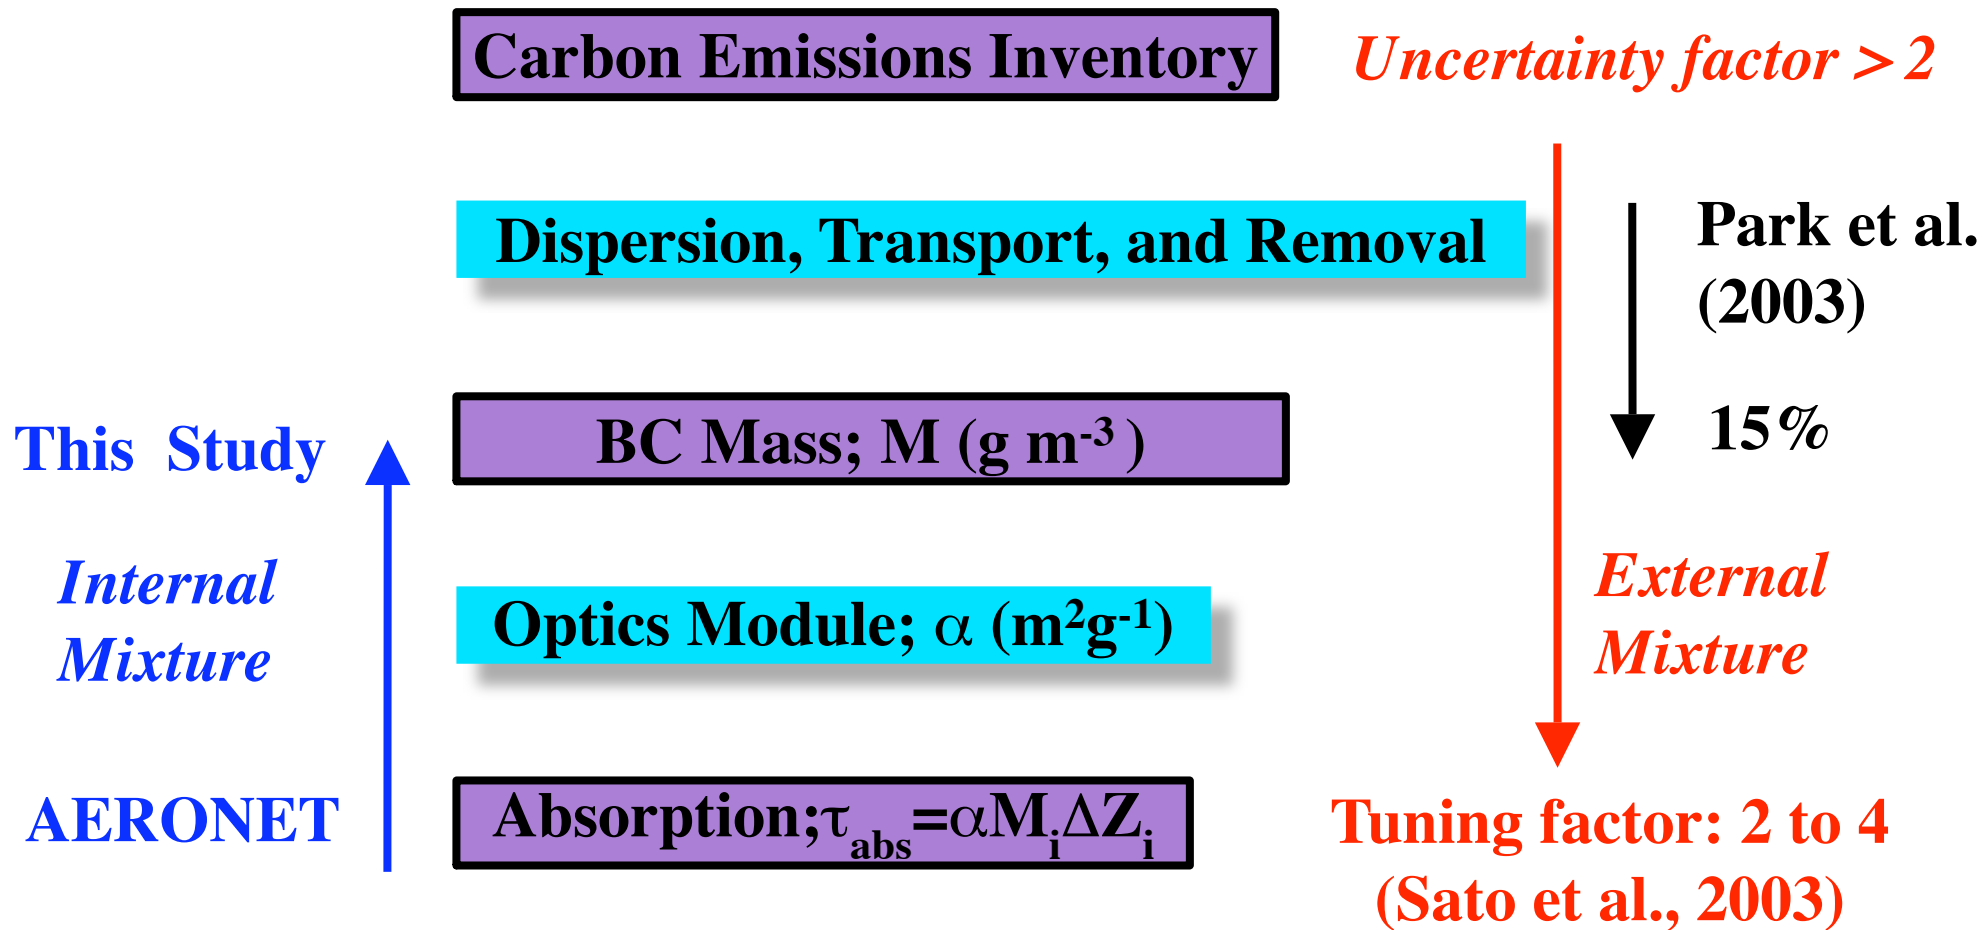 Carbon Emissions Inventory
Uncertainty factor > 2
Dispersion, Transport, and Removal
Park et al.
(2003)
15%
This Study
BC Mass; M (g m⁻³ )
Internal
Mixture
Optics Module; α (m²g⁻¹)
External
Mixture
AERONET
Absorption;τ_abs=αM_iΔZ_i
Tuning factor: 2 to 4
(Sato et al., 2003)